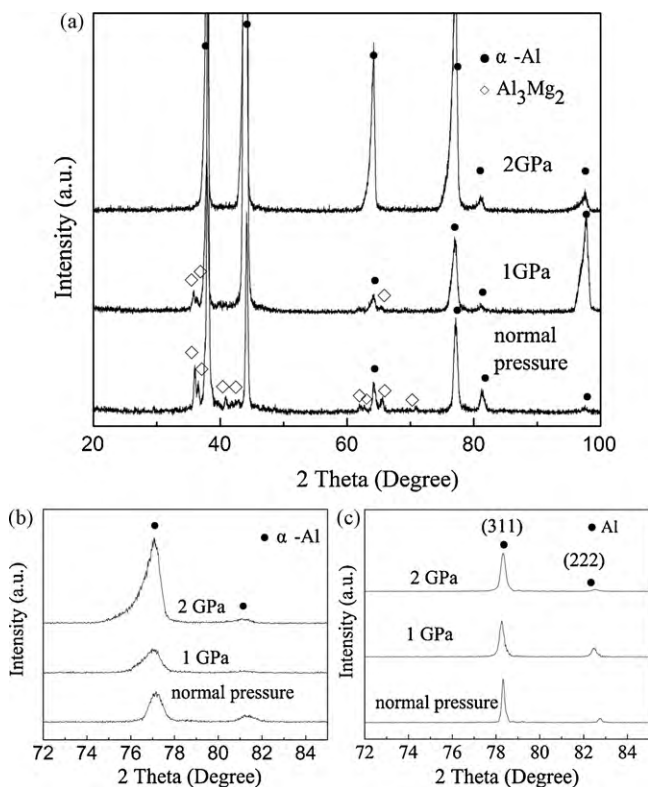 (a)
● α -Al
◇ Al₃Mg₂
2GPa
1GPa
normal
pressure
Intensity (a.u.)
20 40 60 80 100
2 Theta (Degree)
(b)
● α -Al
2 GPa
1 GPa
normal pressure
Intensity (a.u.)
72 74 76 78 80 82 84
2 Theta (Degree)
(c)
(311)
● Al
(222)
2 GPa
1 GPa
normal pressure
Intensity (a.u.)
72 74 76 78 80 82 84
2 Theta (Degree)